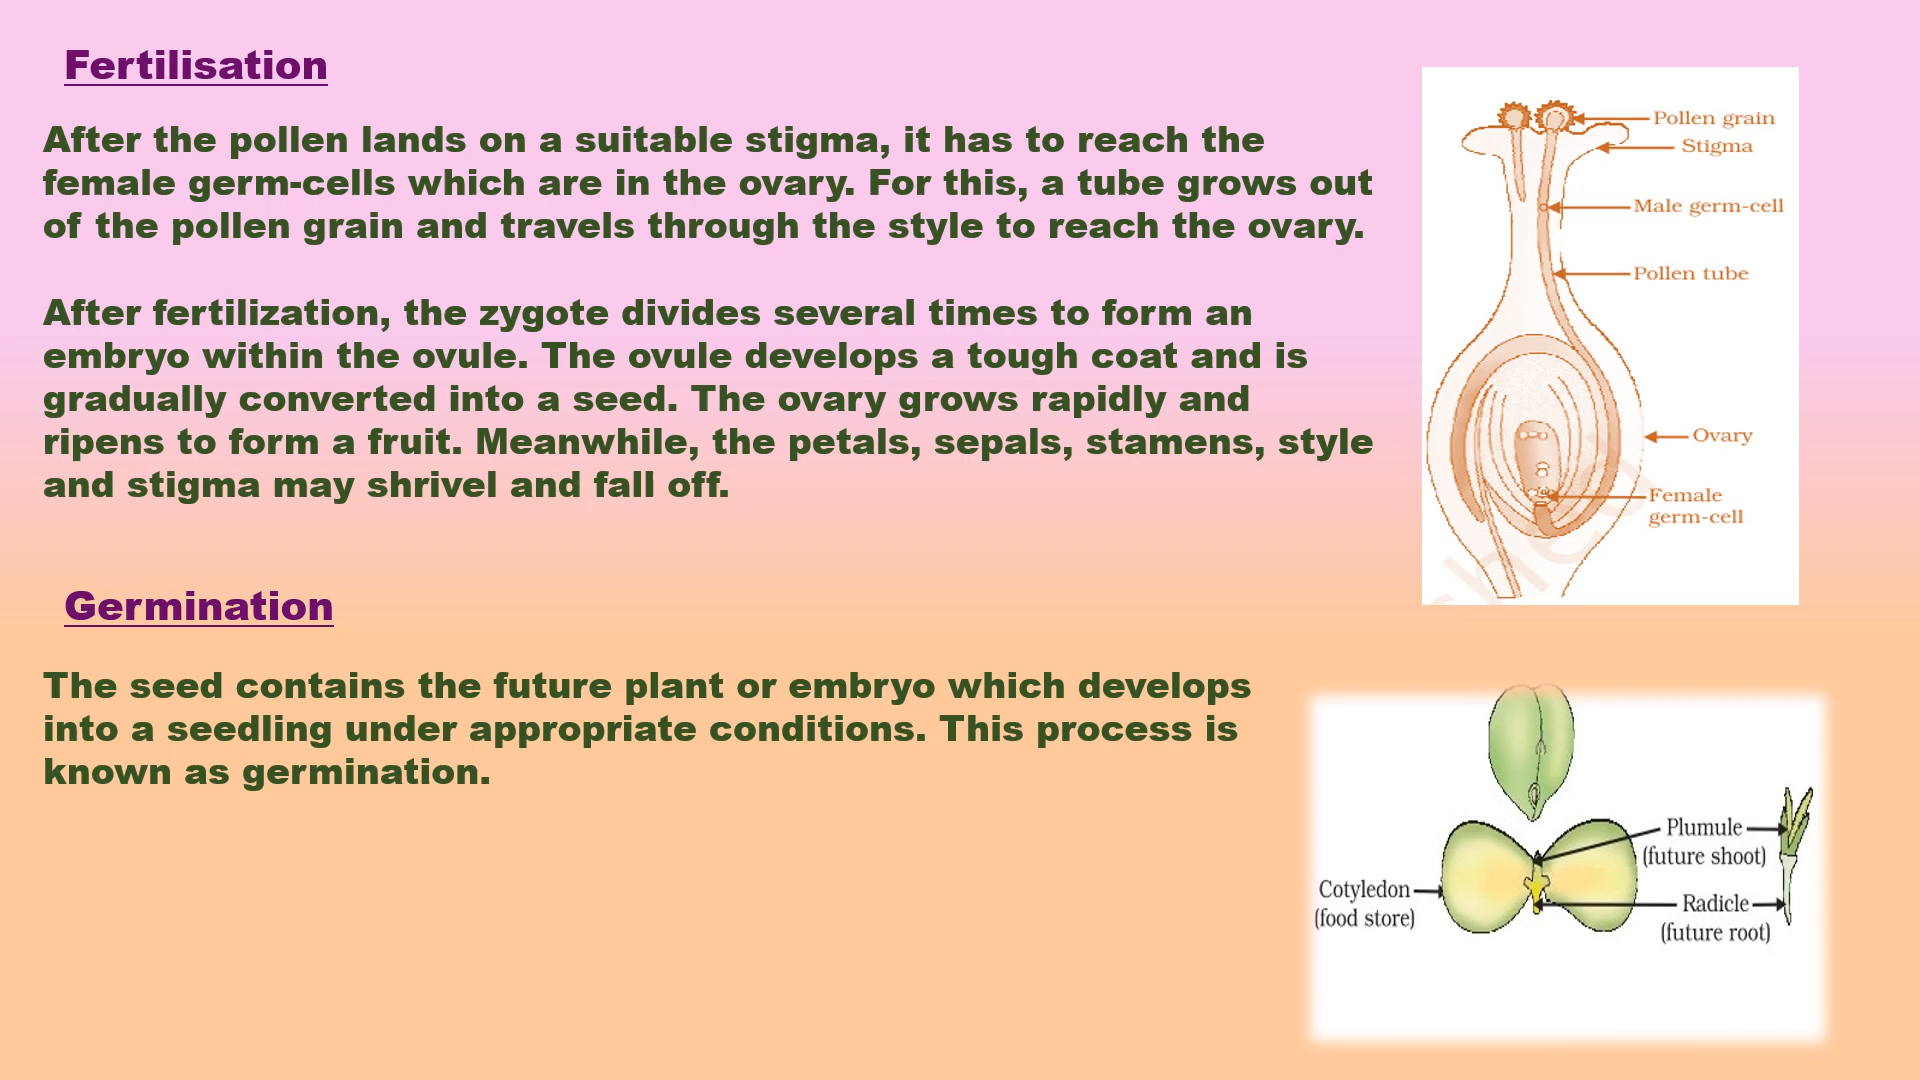 Fertilisation
After the pollen lands on a suitable stigma, it has to reach the
female germ-cells which are in the ovary. For this, a tube grows out
of the pollen grain and travels through the style to reach the ovary.
After fertilization, the zygote divides several times to form an
embryo within the ovule. The ovule develops a tough coat and is
gradually converted into a seed. The ovary grows rapidly and
ripens to form a fruit. Meanwhile, the petals, sepals, stamens, style
and stigma may shrivel and fall off.
Pollen grain
Stigma
Male germ-cell
Pollen tube
Ovary
Female
germ-cell
Germination
The seed contains the future plant or embryo which develops
into a seedling under appropriate conditions. This process is
known as germination.
Plumule
(future shoot)
Cotyledon
(food store)
Radicle
(future root)